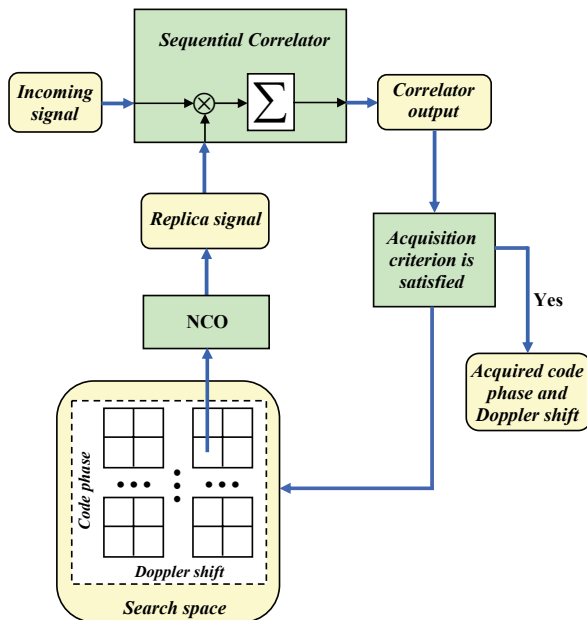 Sequential Correlator
Incoming
signal
∑
Correlator
output
Replica signal
Acquisition
criterion is
satisfied
NCO
Yes
Acquired code
phase and
Doppler shift
Code phase
Doppler shift
Search space